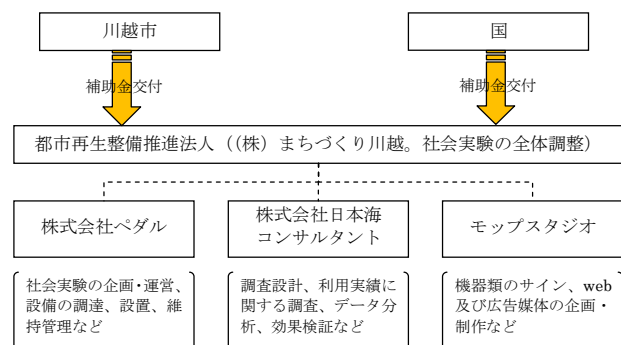 川越市
国
補助金交付
補助金交付
都市再生整備推進法人（(株）まちづくり川越。社会実験の全体調整）
株式会社ペダル
株式会社日本海
コンサルタント
モップスタジオ
社会実験の企画・運営、
設備の調達、設置、維
持管理など
調査設計、利用実績に
関する調査、データ分
析、効果検証など
機器類のサイン、web
及び広告媒体の企画・
制作など